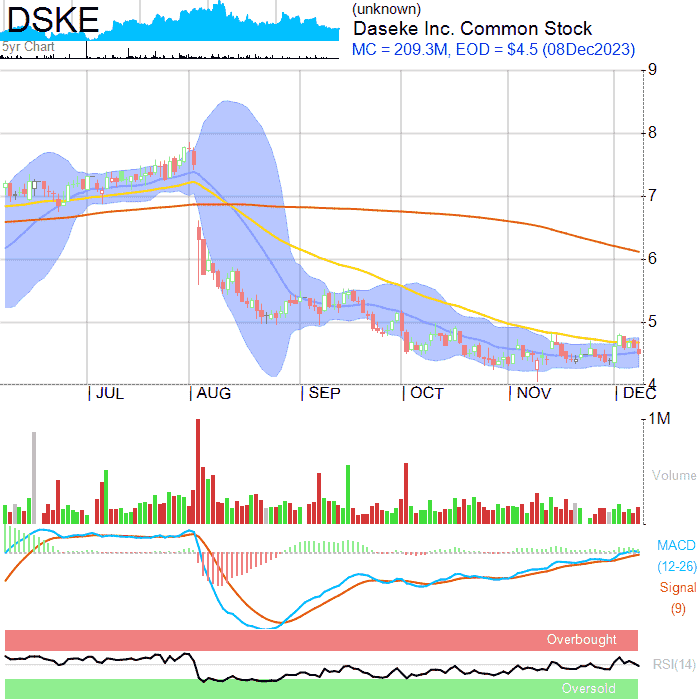 DSKE
5yr Chart
(unknown)
Daseke Inc. Common Stock
MC = 209.3M, EOD = $4.5 (08Dec2023)
9
8
7
6
5
4
JUL AUG SEP OCT NOV DEC
1M
Volume
MACD
(12-26)
Signal
(9)
Overbought
RSI(14)
Oversold